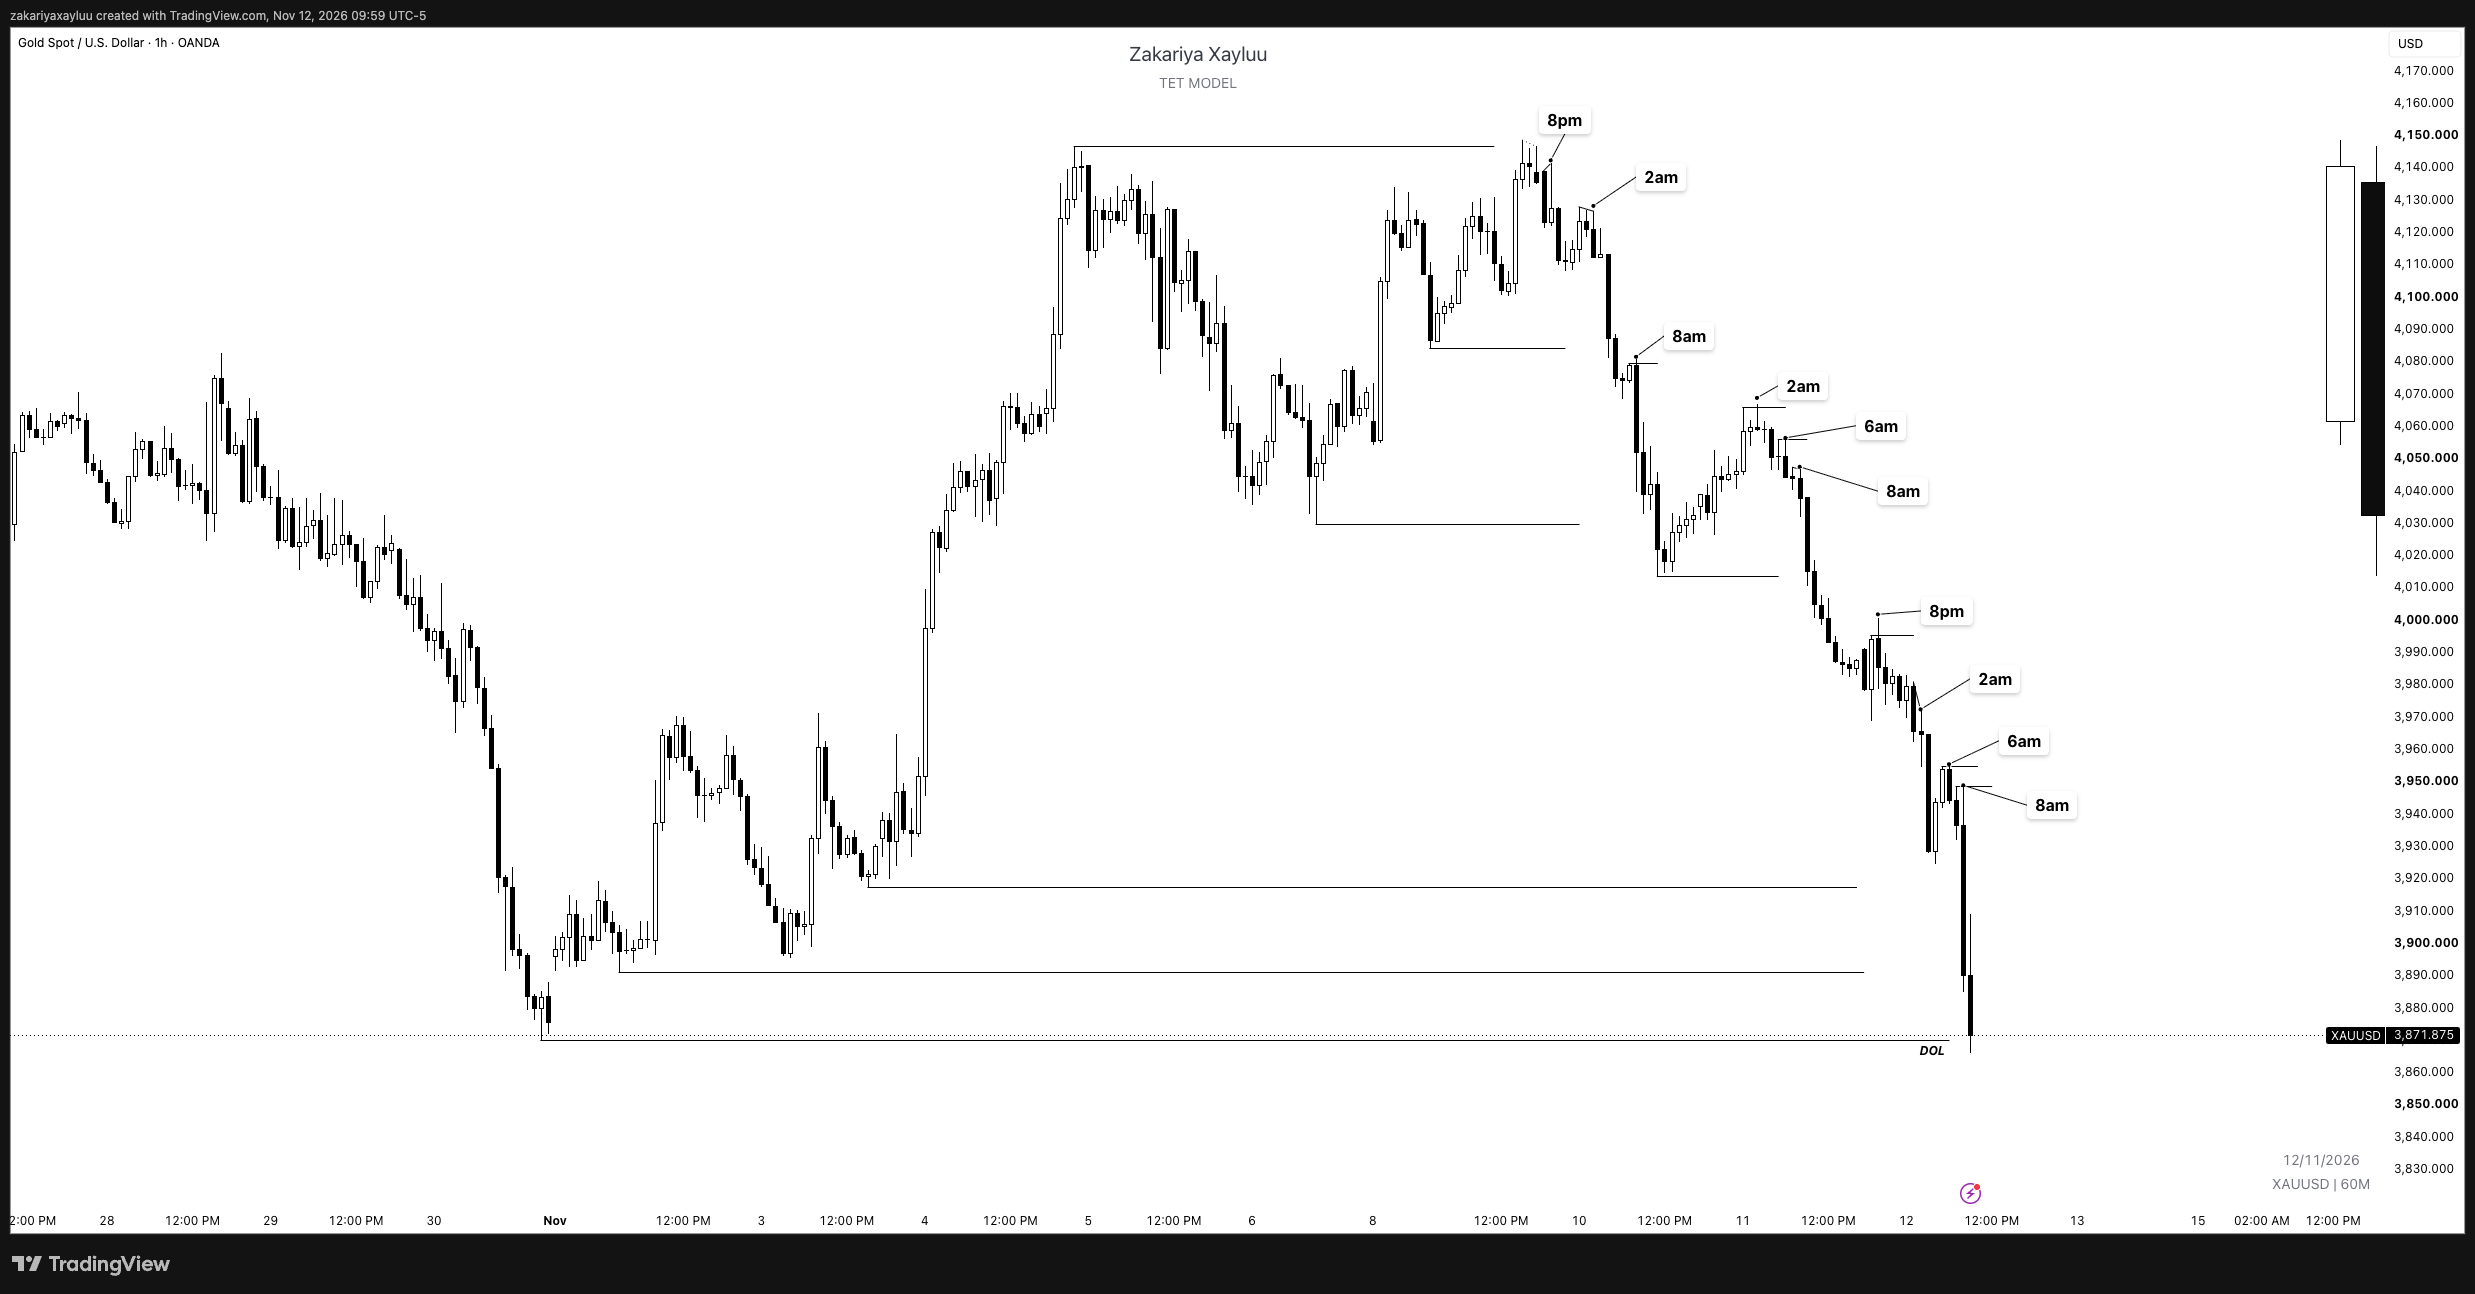 zakariyaxayluu created with TradingView.com, Nov 12, 2026 09:59 UTC-5
Gold Spot / U.S. Dollar · 1h · OANDA
Zakariya Xayluu
TET MODEL
USD
4,170.000
4,160.000
4,150.000
4,140.000
4,130.000
4,120.000
4,110.000
4,100.000
4,090.000
4,080.000
4,070.000
4,060.000
4,050.000
4,040.000
4,030.000
4,020.000
4,010.000
4,000.000
3,990.000
3,980.000
3,970.000
3,960.000
3,950.000
3,940.000
3,930.000
3,920.000
3,910.000
3,900.000
3,890.000
3,880.000
XAUUSD 3,871.875
3,860.000
3,850.000
3,840.000
3,830.000
8pm
2am
8am
2am
6am
8am
8pm
2am
6am
8am
DOL
12/11/2026
XAUUSD | 60M
2:00 PM 28 12:00 PM 29 12:00 PM 30 Nov 12:00 PM 3 12:00 PM 4 12:00 PM 5 12:00 PM 6 8 12:00 PM 10 12:00 PM 11 12:00 PM 12 12:00 PM 13 15 02:00 AM 12:00 PM
TradingView